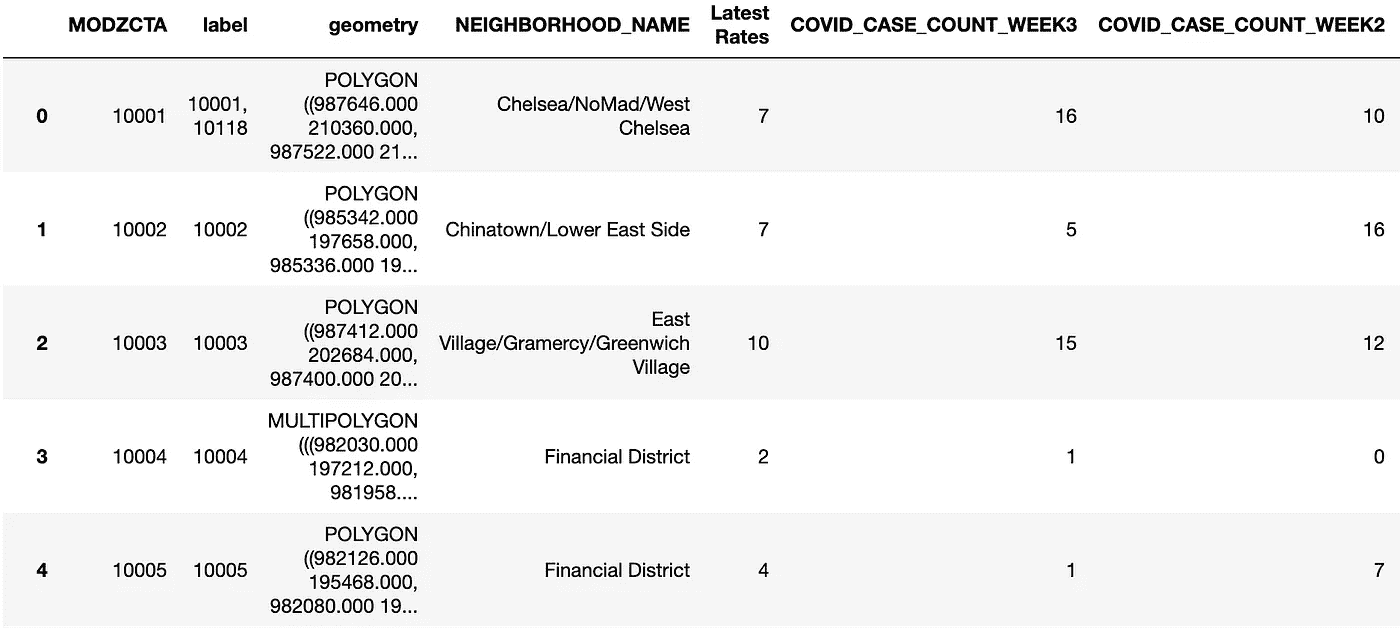 MODZCTA label geometry NEIGHBORHOOD_NAME Latest Rates COVID_CASE_COUNT_WEEK3 COVID_CASE_COUNT_WEEK2
0 10001 10001, 10118 POLYGON ((987646.000 210360.000, 987522.000 21... Chelsea/NoMad/West Chelsea 7 16 10
1 10002 10002 POLYGON ((985342.000 197658.000, 985336.000 19... Chinatown/Lower East Side 7 5 16
2 10003 10003 POLYGON ((987412.000 202684.000, 987400.000 20... East Village/Gramercy/Greenwich Village 10 15 12
3 10004 10004 MULTIPOLYGON (((982030.000 197212.000, 981958.... Financial District 2 1 0
4 10005 10005 POLYGON ((982126.000 195468.000, 982080.000 19... Financial District 4 1 7